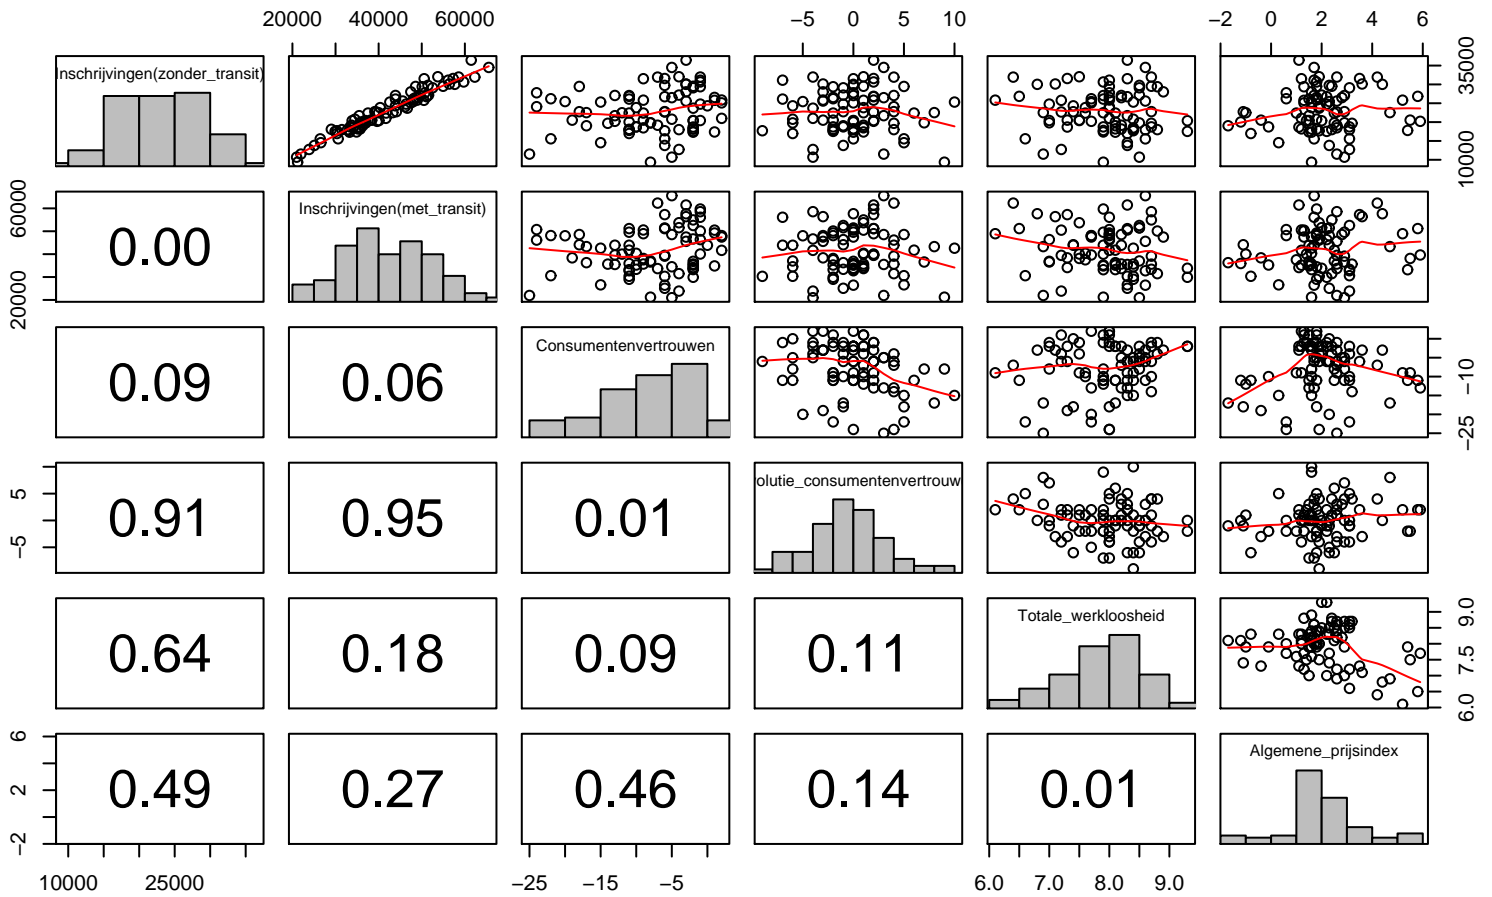 20000 40000 60000
−5 0 5 10
−2 0 2 4 6
Inschrijvingen(zonder_transit)
10000 35000
20000 60000
0.00
Inschrijvingen(met_transit)
0.09
0.06
Consumentenvertrouwen
−25 −10
−5 5
0.91
0.95
0.01
olutie_consumentenvertrouw
0.64
0.18
0.09
0.11
Totale_werkloosheid
6.0 7.5 9.0
−2 2 6
0.49
0.27
0.46
0.14
0.01
Algemene_prijsindex
10000 25000
−25 −15 −5
6.0 7.0 8.0 9.0